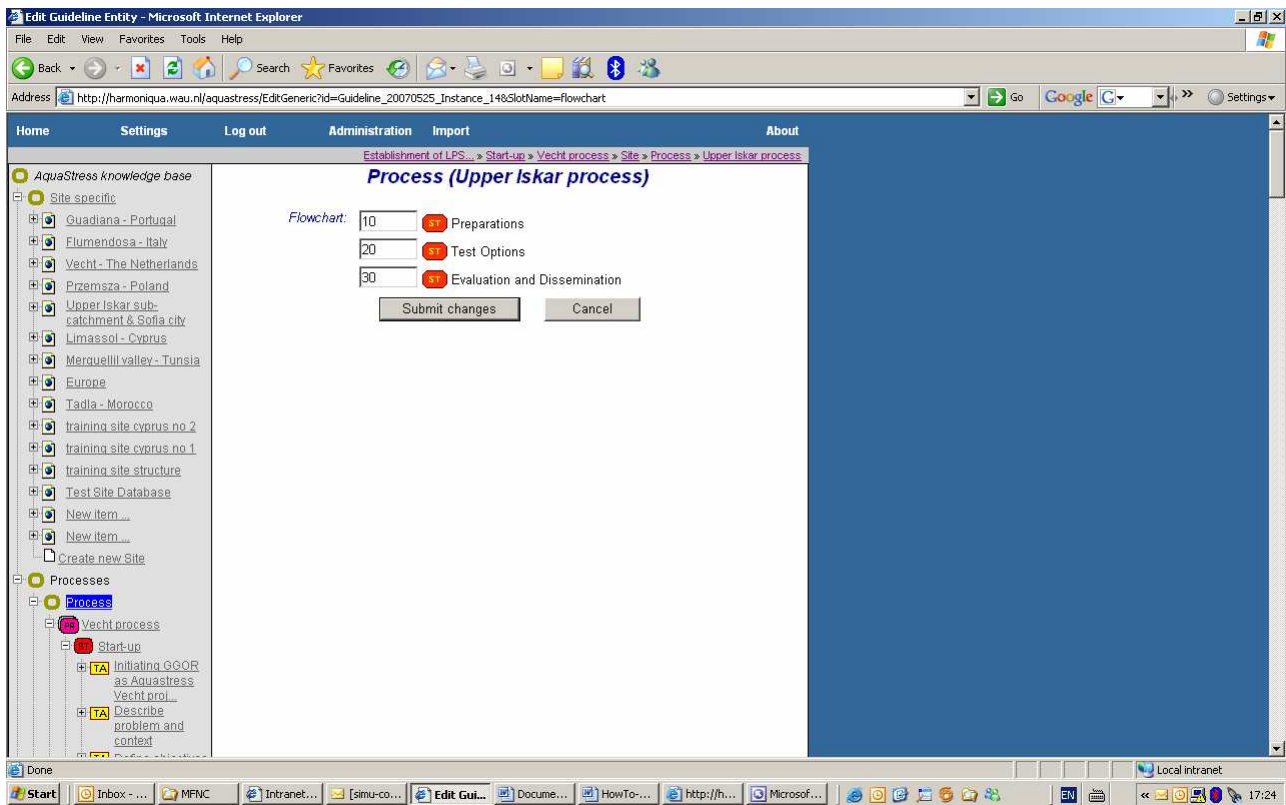 Edit Guideline Entity - Microsoft Internet Explorer
File Edit View Favorites Tools Help
Back Search Favorites
Address http://harmoniqua.wau.nl/aquastress/EditGeneric?id=Guideline_20070525_Instance_14&SlotName=flowchart Go Google G Settings
Home Settings Log out Administration Import About
Establishment of LPS... » Start-up » Vecht process » Site » Process » Upper Iskar process
AquaStress knowledge base
Site specific
Guadiana - Portugal
Flumendosa - Italy
Vecht - The Netherlands
Przemsza - Poland
Upper Iskar sub-
catchment & Sofia city
Limassol - Cyprus
Merquellil valley - Tunsia
Europe
Tadla - Morocco
training site cyprus no 2
training site cyprus no 1
training site structure
Test Site Database
New item ...
New item ...
Create new Site
Processes
Process
PR Vecht process
ST Start-up
TA Initiating GGOR
as Aquastress
Vecht proj...
TA Describe
problem and
context
TA Define objectives
Process (Upper Iskar process)
Flowchart: 10 ST Preparations
20 ST Test Options
30 ST Evaluation and Dissemination
Submit changes Cancel
Done Local intranet
Start Inbox - ... MFNC Intranet... [simu-co... Edit Gui... Docume... HowTo-... http://h... Microsof... EN « 17:24